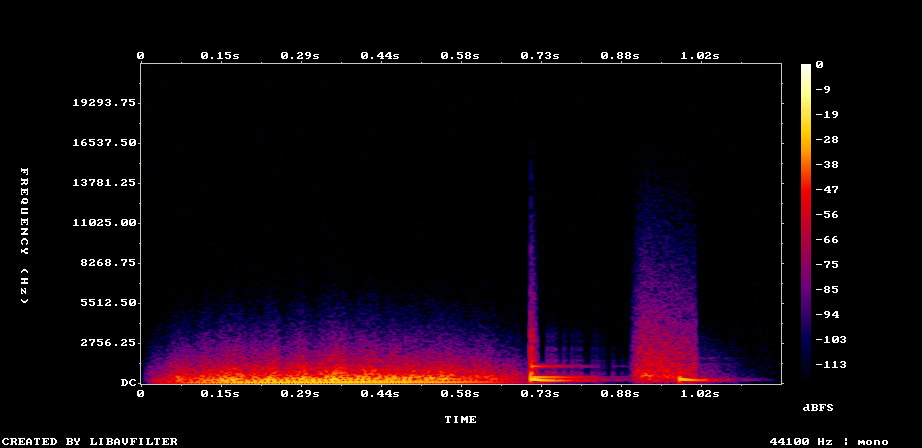 0 0.15s 0.29s 0.44s 0.58s 0.73s 0.88s 1.02s
19293.75
16537.50
13781.25
11025.00
8268.75
5512.50
2756.25
DC
FREQUENCY (Hz)
0
-9
-19
-28
-38
-47
-56
-66
-75
-85
-94
-103
-113
dBFS
0 0.15s 0.29s 0.44s 0.58s 0.73s 0.88s 1.02s
TIME
CREATED BY LIBAVFILTER
44100 Hz | mono